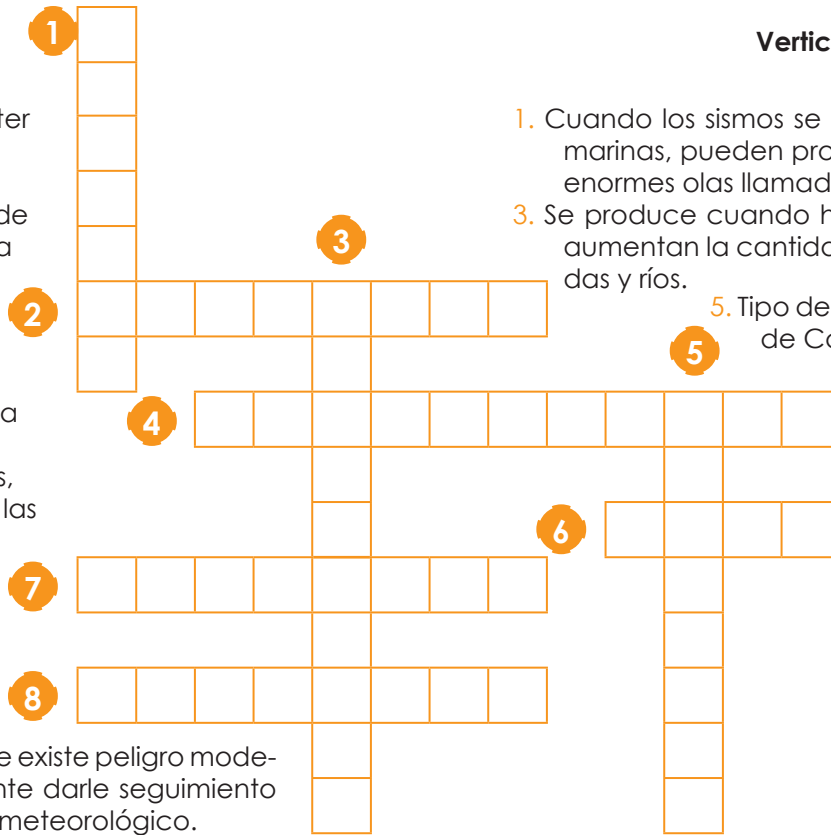 1
Vertic
ter
1. Cuando los sismos se
marinas, pueden pro
enormes olas llamad
de
a
3
3. Se produce cuando h
aumentan la cantida
das y ríos.
2
5. Tipo de
de Co
5
4
a
s,
las
6
7
8
e existe peligro mode-
nte darle seguimiento
meteorológico.